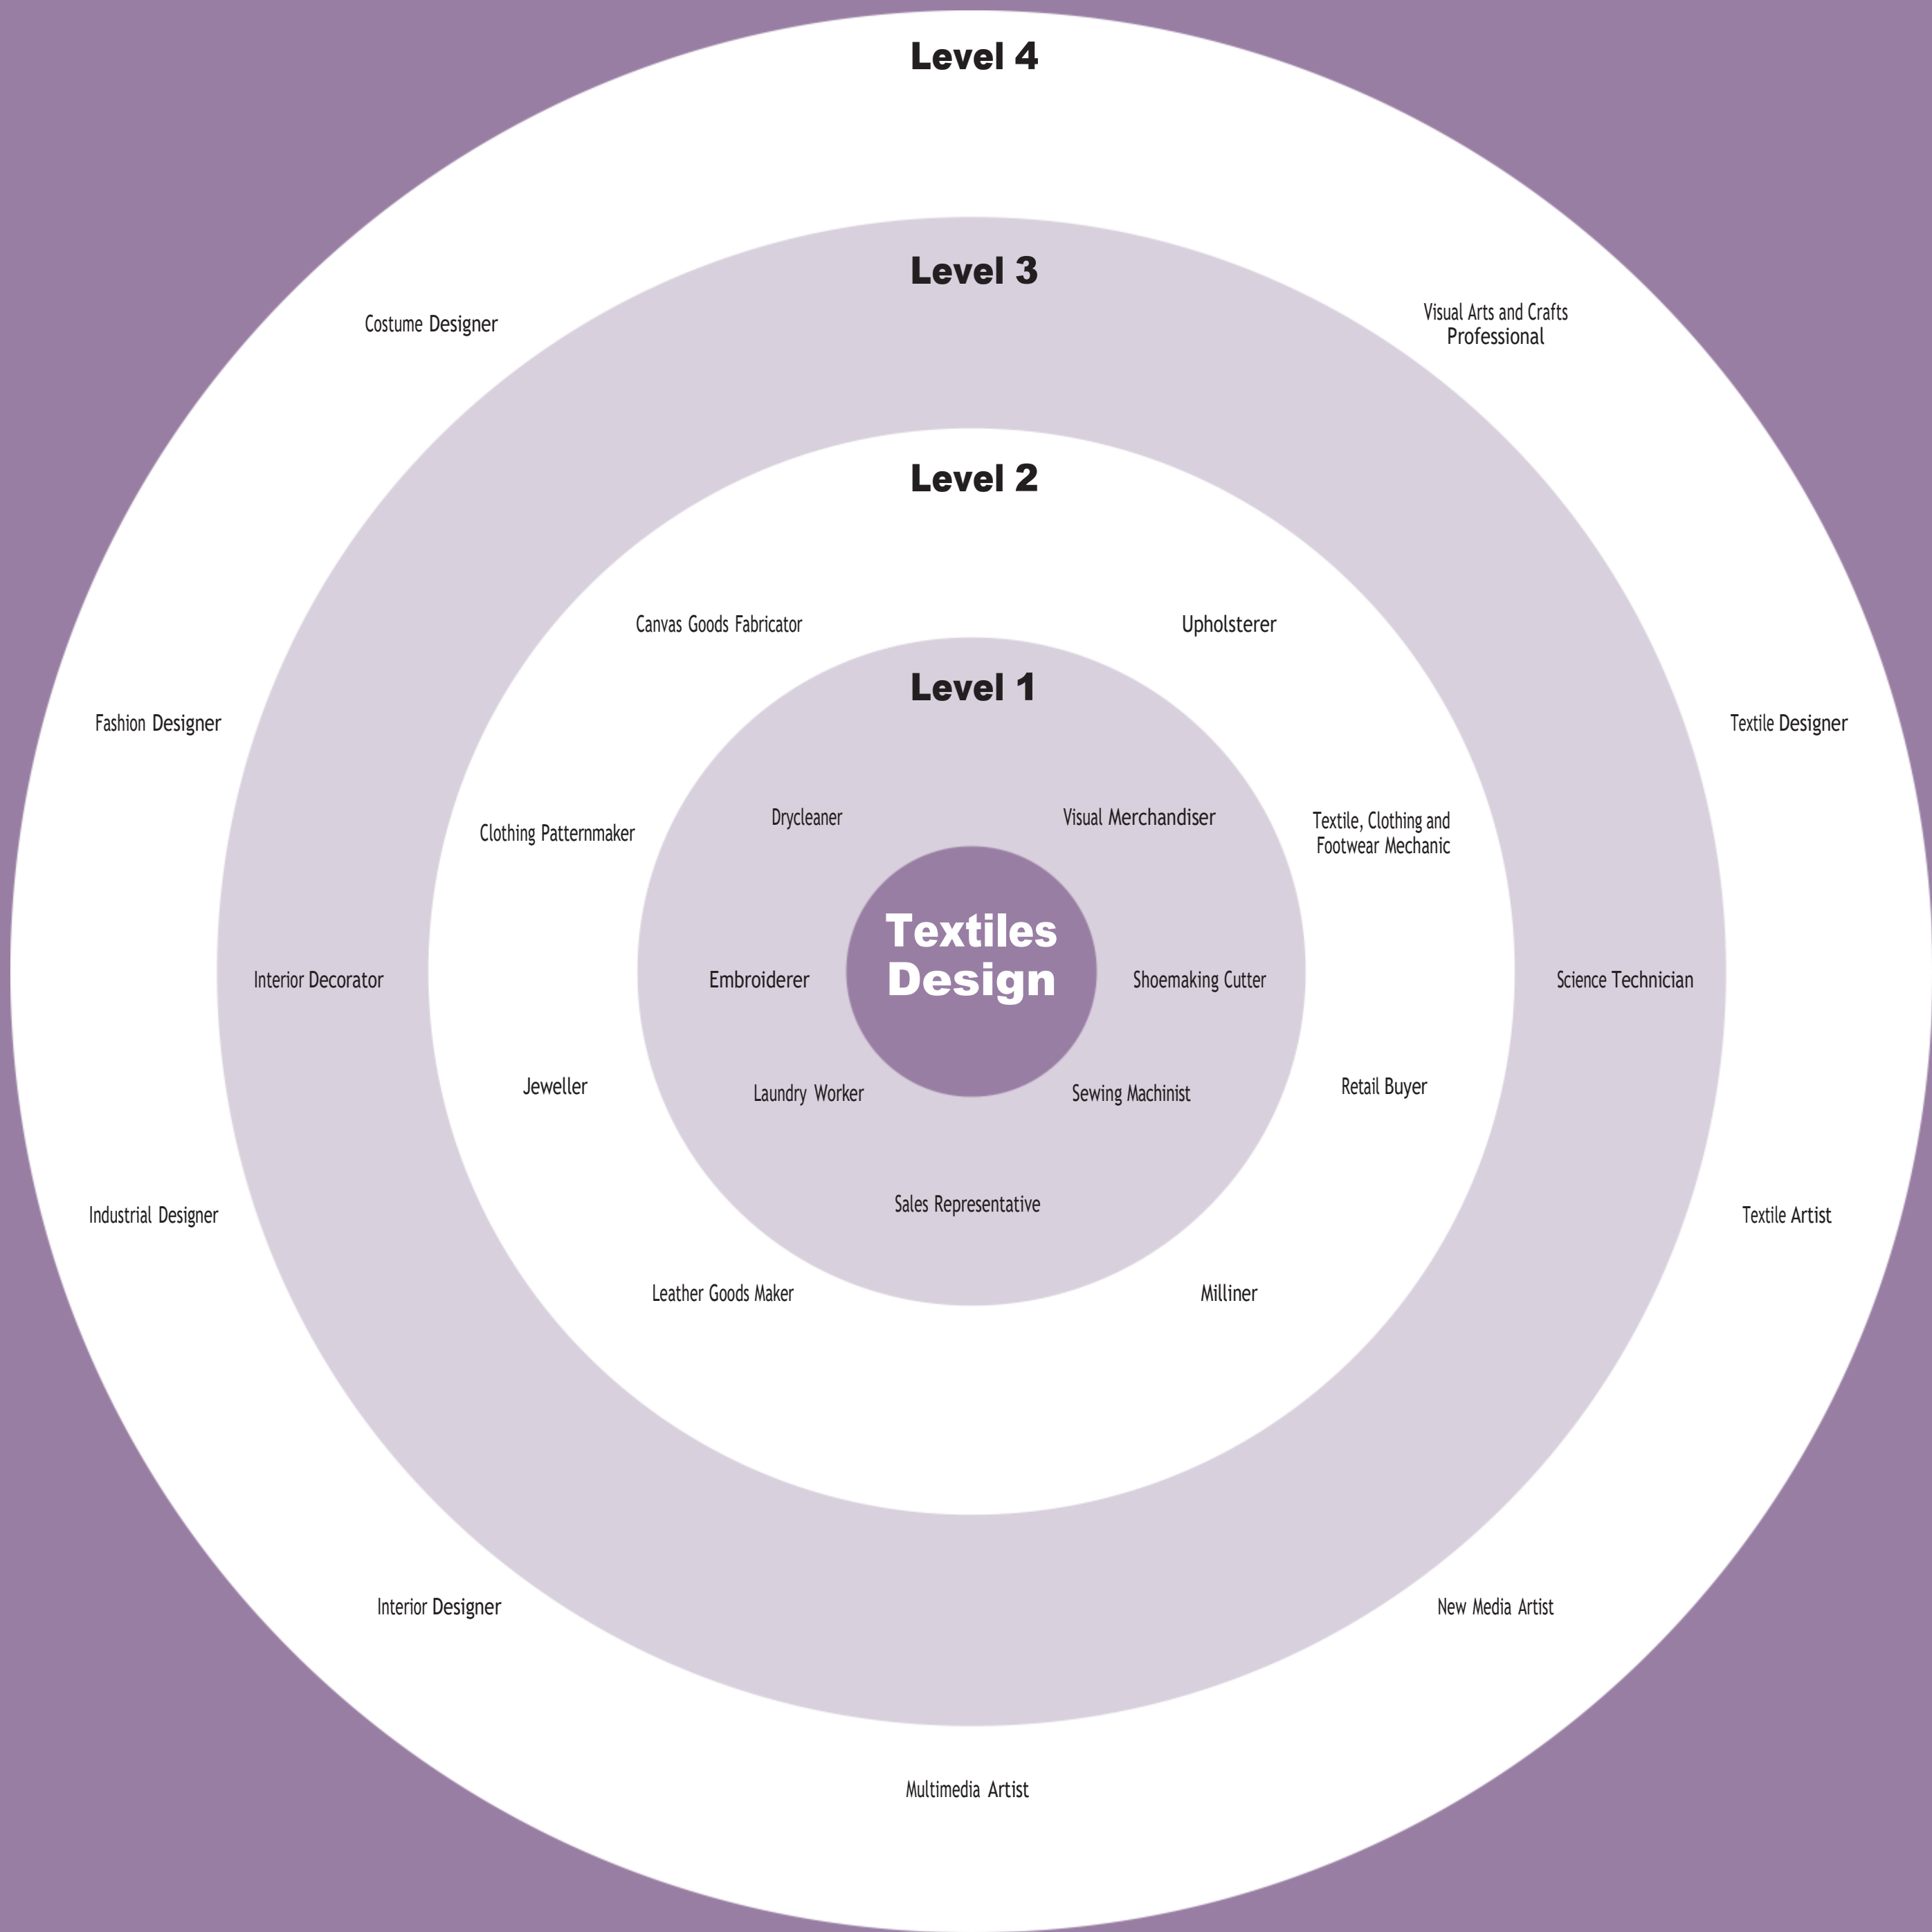 Level 4
Level 3
Costume Designer
Visual Arts and Crafts
Professional
Level 2
Canvas Goods Fabricator
Upholsterer
Level 1
Fashion Designer
Textile Designer
Clothing Patternmaker
Drycleaner
Visual Merchandiser
Textile, Clothing and
Footwear Mechanic
Textiles
Design
Interior Decorator
Embroiderer
Shoemaking Cutter
Science Technician
Jeweller
Laundry Worker
Sewing Machinist
Retail Buyer
Industrial Designer
Sales Representative
Textile Artist
Leather Goods Maker
Milliner
Interior Designer
New Media Artist
Multimedia Artist